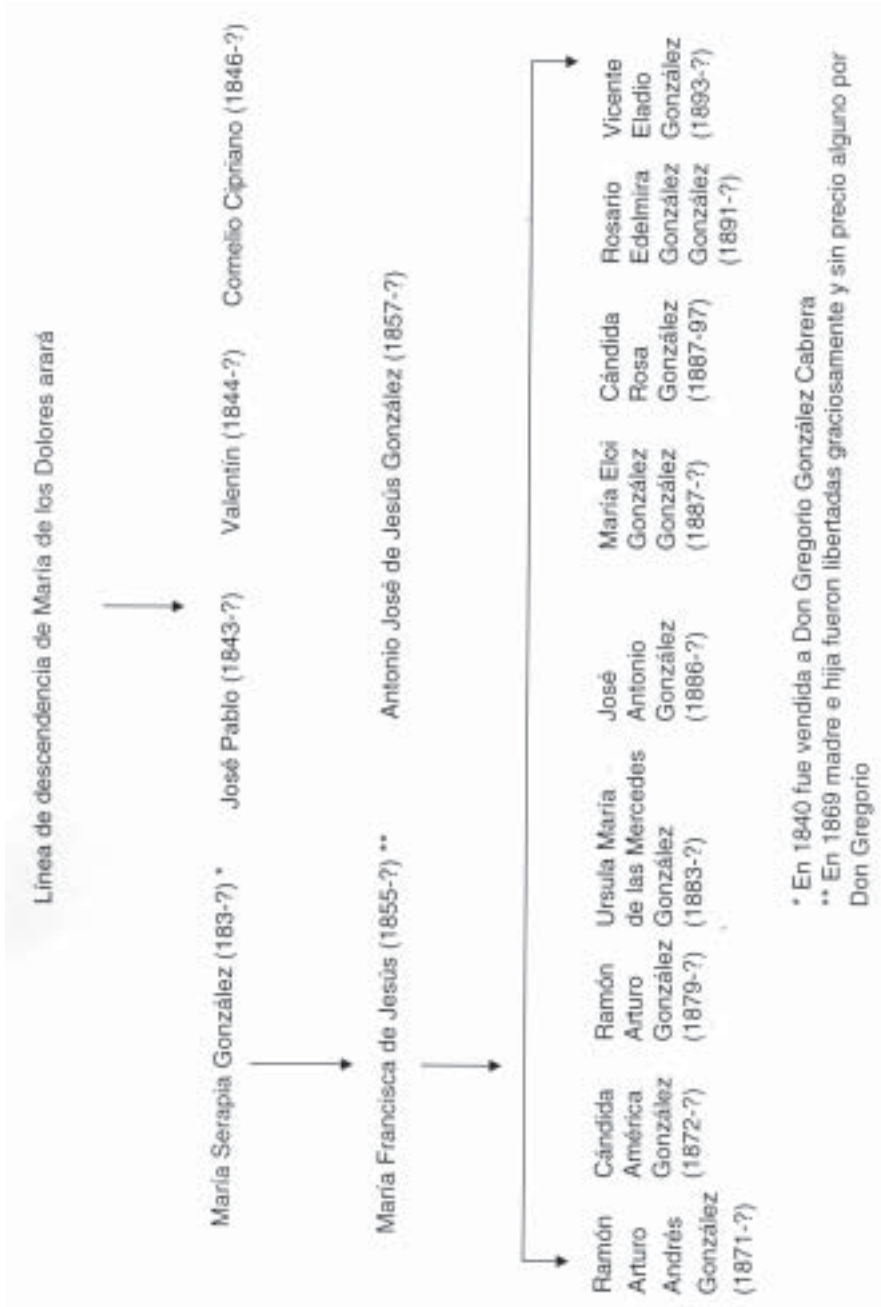 Línea de descendencia de María de los Dolores arará
María Serapia González (183-?) * José Pablo (1843-?) Valentín (1844-?) Cornelio Cipriano (1846-?)
María Francisca de Jesús (1855-?) ** Antonio José de Jesús González (1857-?)
Ramón
Arturo
Andrés
González
(1871-?)
Cándida
América
González
(1872-?)
Ramón
Arturo
González
(1879-?)
Ursula María
de las Mercedes
González
(1883-?)
José
Antonio
González
(1886-?)
María Eloi
González
González
(1887-?)
Cándida
Rosa
González
(1887-97)
Rosario
Edelmira
González
González
(1891-?)
Vicente
Eladio
González
(1893-?)
* En 1840 fue vendida a Don Gregorio González Cabrera
** En 1869 madre e hija fueron libertadas graciosamente y sin precio alguno por
Don Gregorio